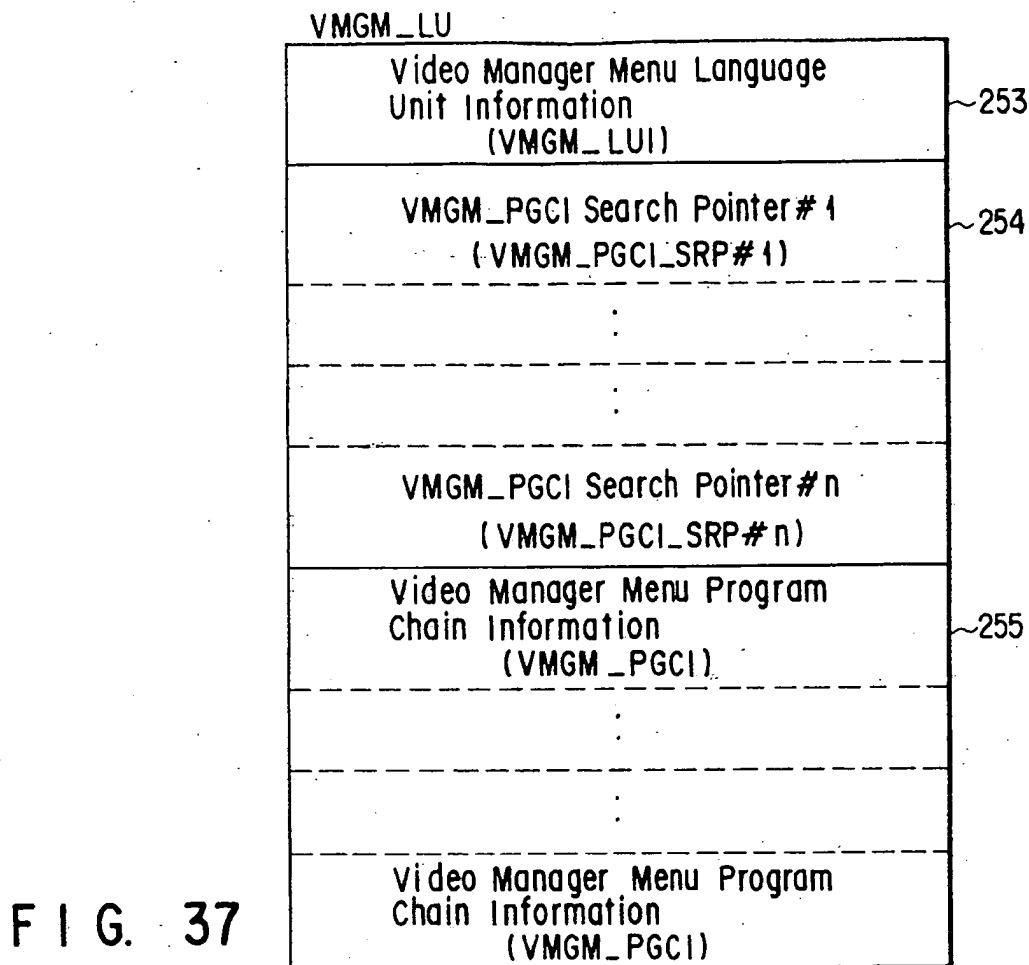 VMGM_LU
Video Manager Menu Language
Unit Information
(VMGM_LUI)
~253
VMGM_PGCI Search Pointer#1
(VMGM_PGCI_SRP#1)
~254
VMGM_PGCI Search Pointer#n
(VMGM_PGCI_SRP#n)
Video Manager Menu Program
Chain Information
(VMGM_PGCI)
~255
Video Manager Menu Program
Chain Information
(VMGM_PGCI)
FIG. 37